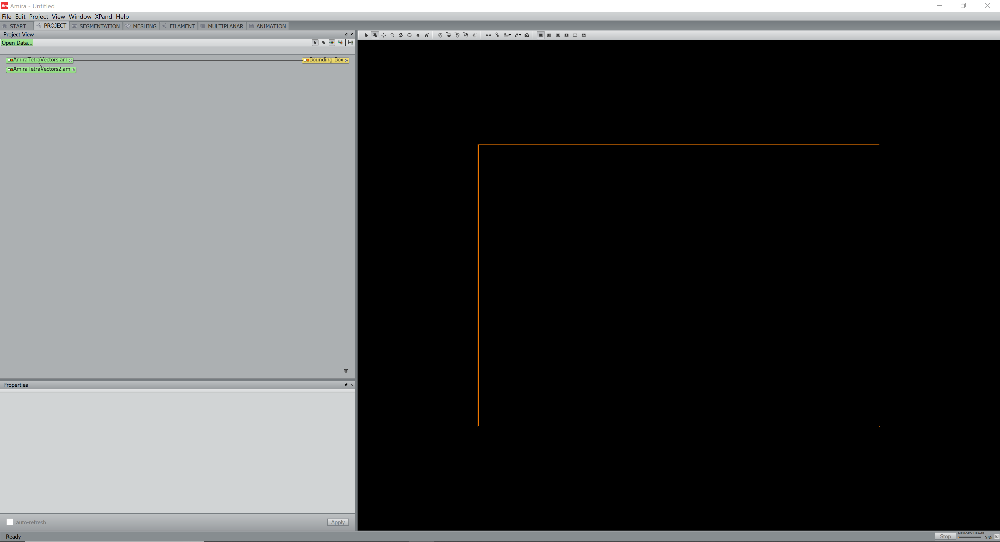 Am Amira - Untitled
File Edit Project View Window XPand Help
START PROJECT SEGMENTATION MESHING FILAMENT MULTIPLANAR ANIMATION
Project View
Open Data...
AmiraTetraVectors.am Bounding Box
AmiraTetraVectors2.am
Properties
auto-refresh Apply
Ready Stop MEMORY USAGE 5%